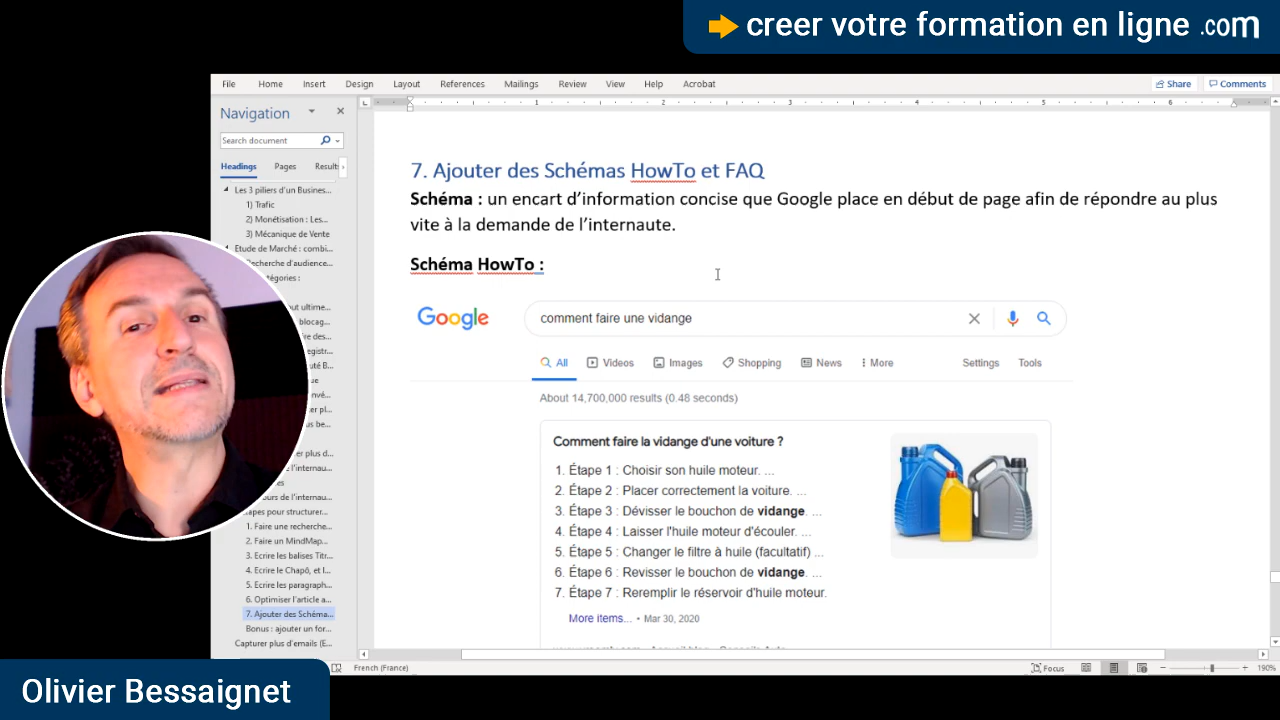 creer votre formation en ligne .com
File Home Insert Design Layout References Mailings Review View Help Acrobat
Share Comments
Navigation
Search document
Headings Pages Results
Les 3 piliers d'un Business...
1) Trafic
2) Monétisation : Les...
3) Mécanique de Vente
Etude de Marché : combi
recherche d'audience
7. Ajouter des Schémas HowTo et FAQ
Schéma : un encart d'information concise que Google place en début de page afin de répondre au plus
vite à la demande de l'internaute.
Schéma HowTo :
Google
comment faire une vidange
All Videos Images Shopping News More Settings Tools
About 14,700,000 results (0.48 seconds)
Comment faire la vidange d'une voiture ?
1. Étape 1 : Choisir son huile moteur. ...
2. Étape 2 : Placer correctement la voiture. ...
3. Étape 3 : Dévisser le bouchon de vidange. ...
4. Étape 4 : Laisser l'huile moteur d'écouler. ...
5. Étape 5 : Changer le filtre à huile (facultatif) ...
6. Étape 6 : Revisser le bouchon de vidange. ...
7. Étape 7 : Reremplir le réservoir d'huile moteur.
More items... • Mar 30, 2020
1. Faire une recherche...
2. Faire un MindMap...
3. Ecrire les balises Titr...
4. Ecrire le Chapô, et l...
5. Ecrire les paragraph...
6. Optimiser l'article a...
7. Ajouter des Schéma...
Bonus : ajouter un for...
Capturer plus d'emails (E...
French (France)
Focus
190%
Olivier Bessaignet